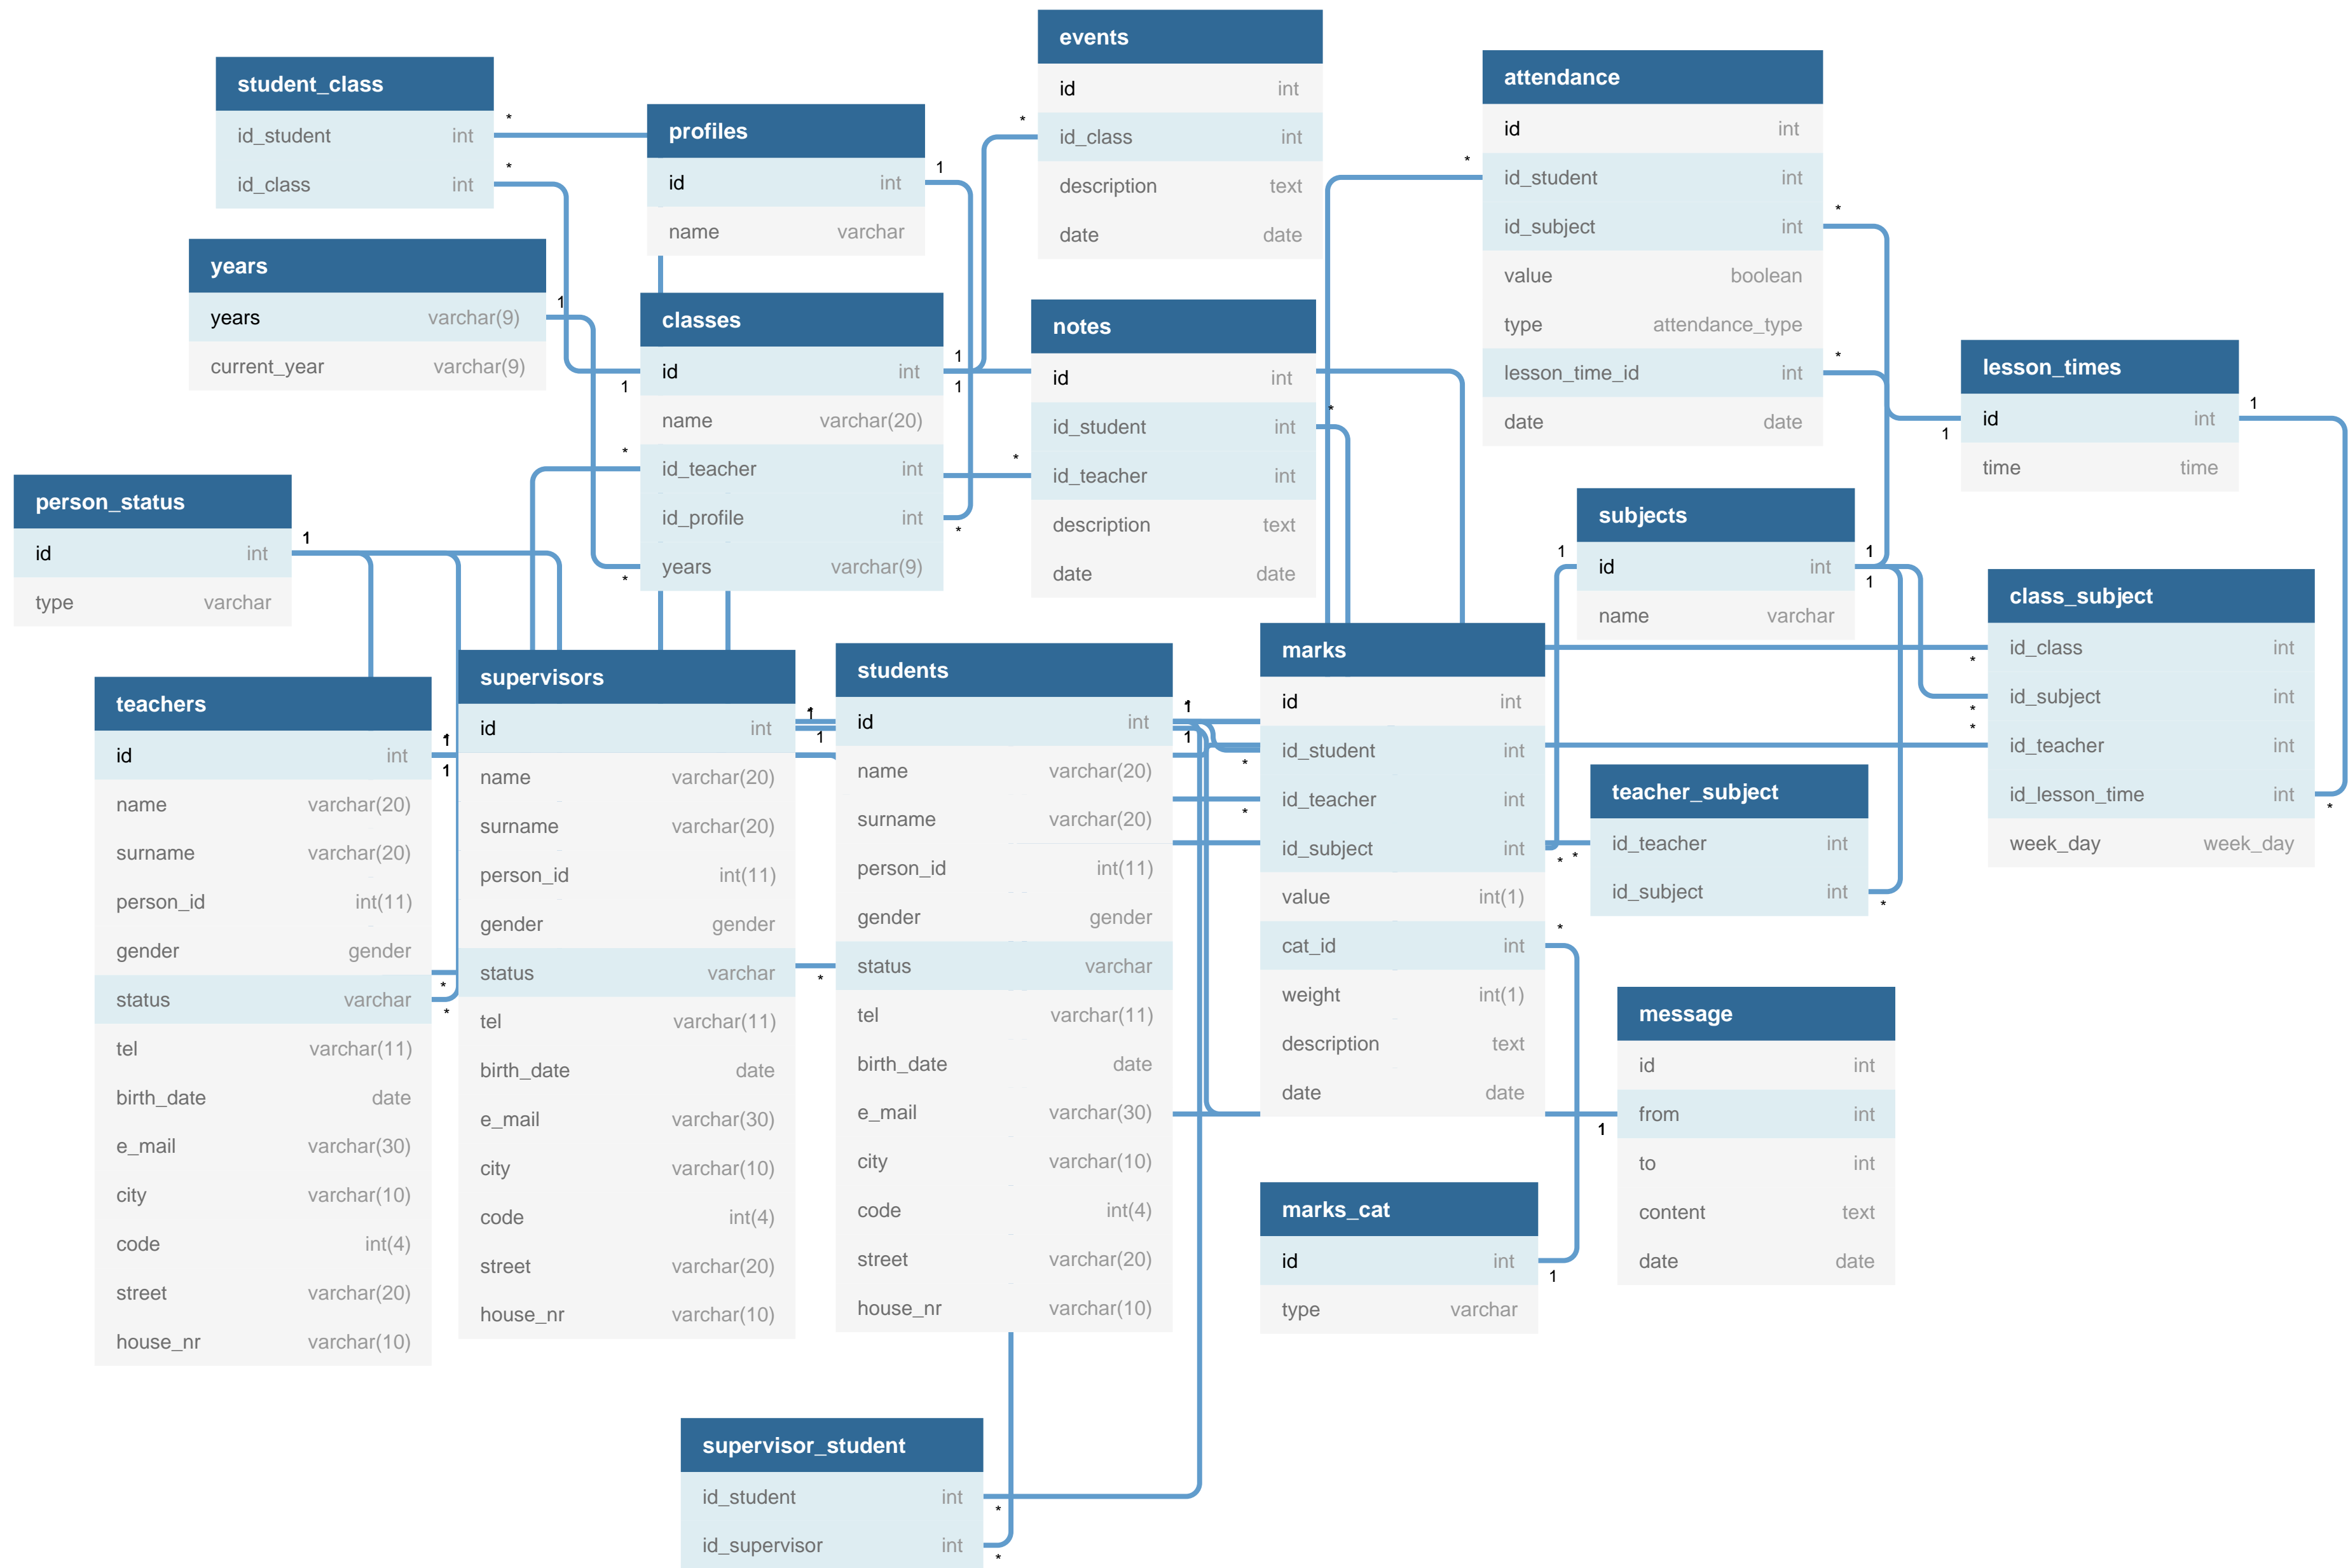 student_class
id_student int
id_class int
profiles
id int
name varchar
events
id int
id_class int
description text
date date
attendance
id int
id_student int
id_subject int
value boolean
type attendance_type
lesson_time_id int
date date
years
years varchar(9)
current_year varchar(9)
classes
id int
name varchar(20)
id_teacher int
id_profile int
years varchar(9)
notes
id int
id_student int
id_teacher int
description text
date date
lesson_times
id int
time time
person_status
id int
type varchar
subjects
id int
name varchar
class_subject
id_class int
id_subject int
id_teacher int
id_lesson_time int
week_day week_day
teachers
id int
name varchar(20)
surname varchar(20)
person_id int(11)
gender gender
status varchar
tel varchar(11)
birth_date date
e_mail varchar(30)
city varchar(10)
code int(4)
street varchar(20)
house_nr varchar(10)
supervisors
id int
name varchar(20)
surname varchar(20)
person_id int(11)
gender gender
status varchar
tel varchar(11)
birth_date date
e_mail varchar(30)
city varchar(10)
code int(4)
street varchar(20)
house_nr varchar(10)
students
id int
name varchar(20)
surname varchar(20)
person_id int(11)
gender gender
status varchar
tel varchar(11)
birth_date date
e_mail varchar(30)
city varchar(10)
code int(4)
street varchar(20)
house_nr varchar(10)
marks
id int
id_student int
id_teacher int
id_subject int
value int(1)
cat_id int
weight int(1)
description text
date date
teacher_subject
id_teacher int
id_subject int
message
id int
from int
to int
content text
date date
marks_cat
id int
type varchar
supervisor_student
id_student int
id_supervisor int